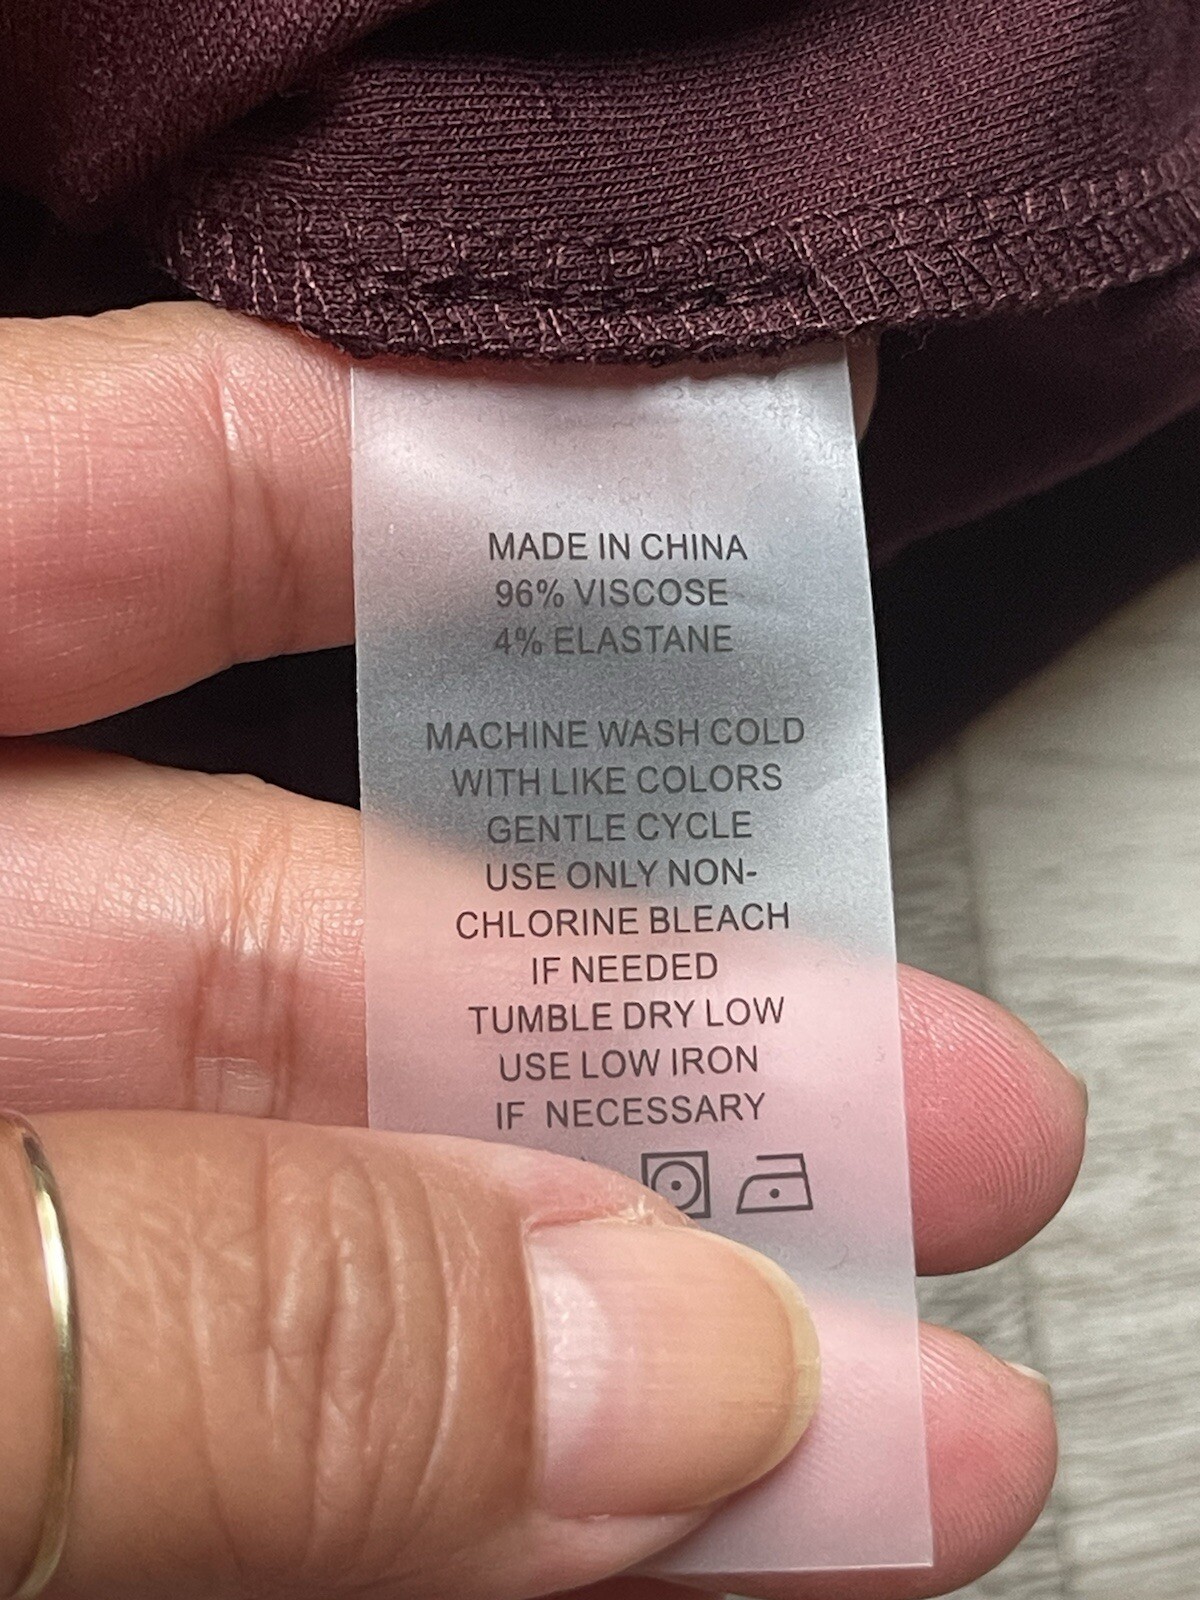 MADE IN CHINA
96% VISCOSE
4% ELASTANE
MACHINE WASH COLD
WITH LIKE COLORS
GENTLE CYCLE
USE ONLY NON-
CHLORINE BLEACH
IF NEEDED
TUMBLE DRY LOW
USE LOW IRON
IF NECESSARY